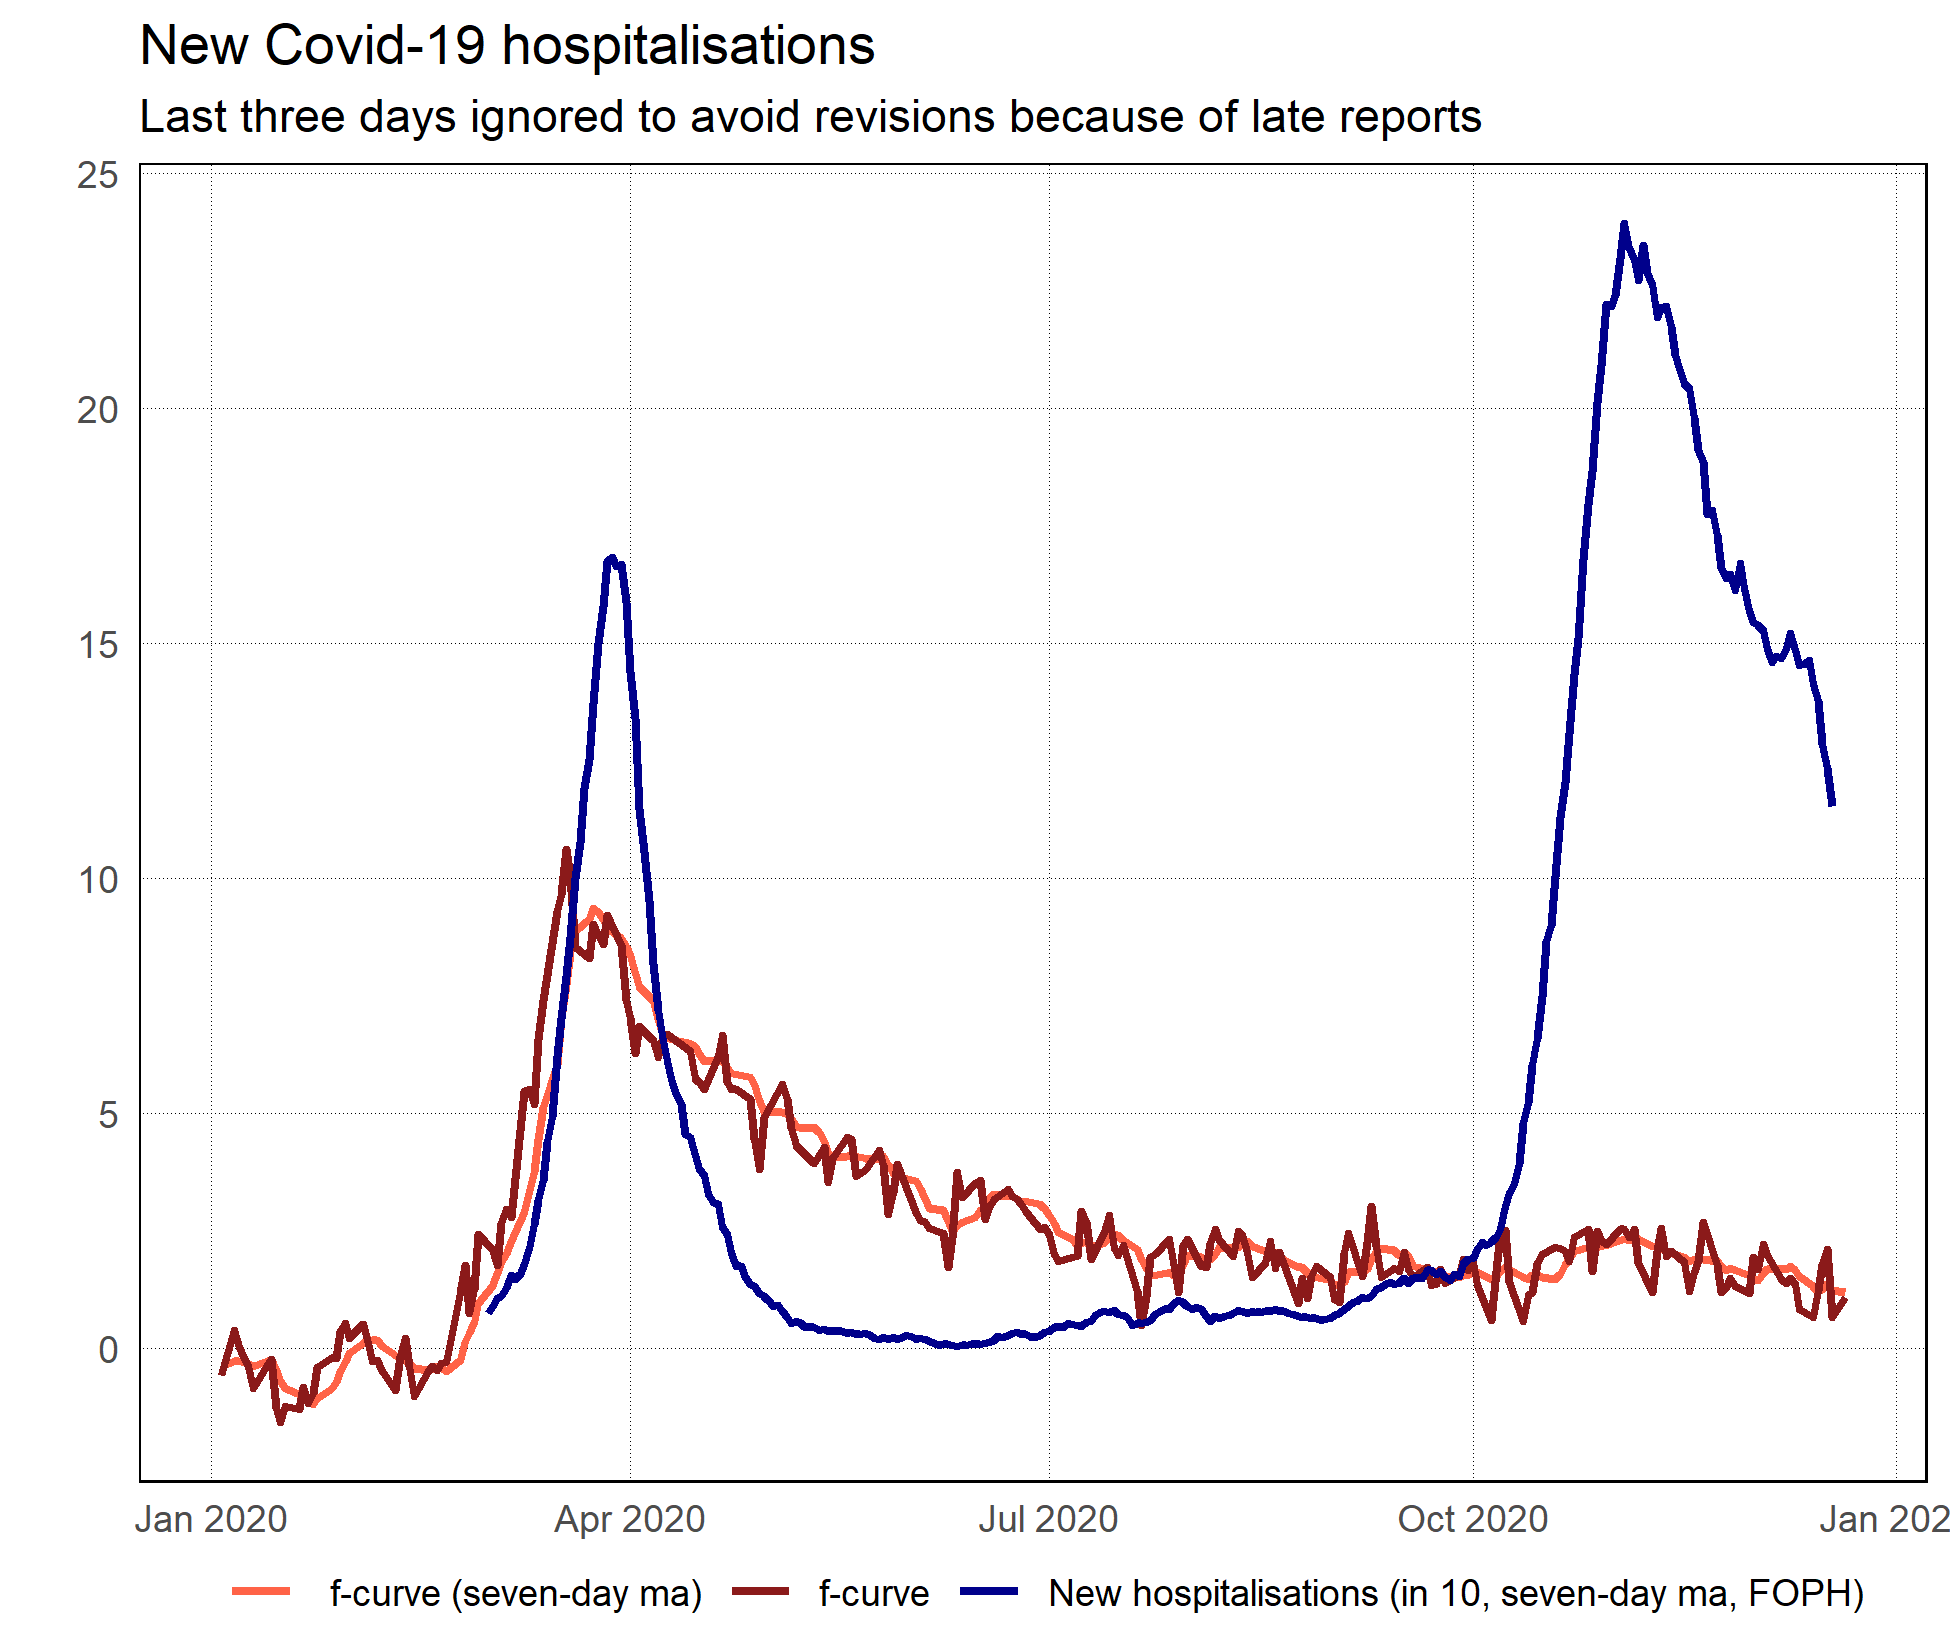 New Covid-19 hospitalisations
Last three days ignored to avoid revisions because of late reports
25
20
15
10
5
0
Jan 2020 Apr 2020 Jul 2020 Oct 2020 Jan 202
f-curve (seven-day ma) f-curve New hospitalisations (in 10, seven-day ma, FOPH)